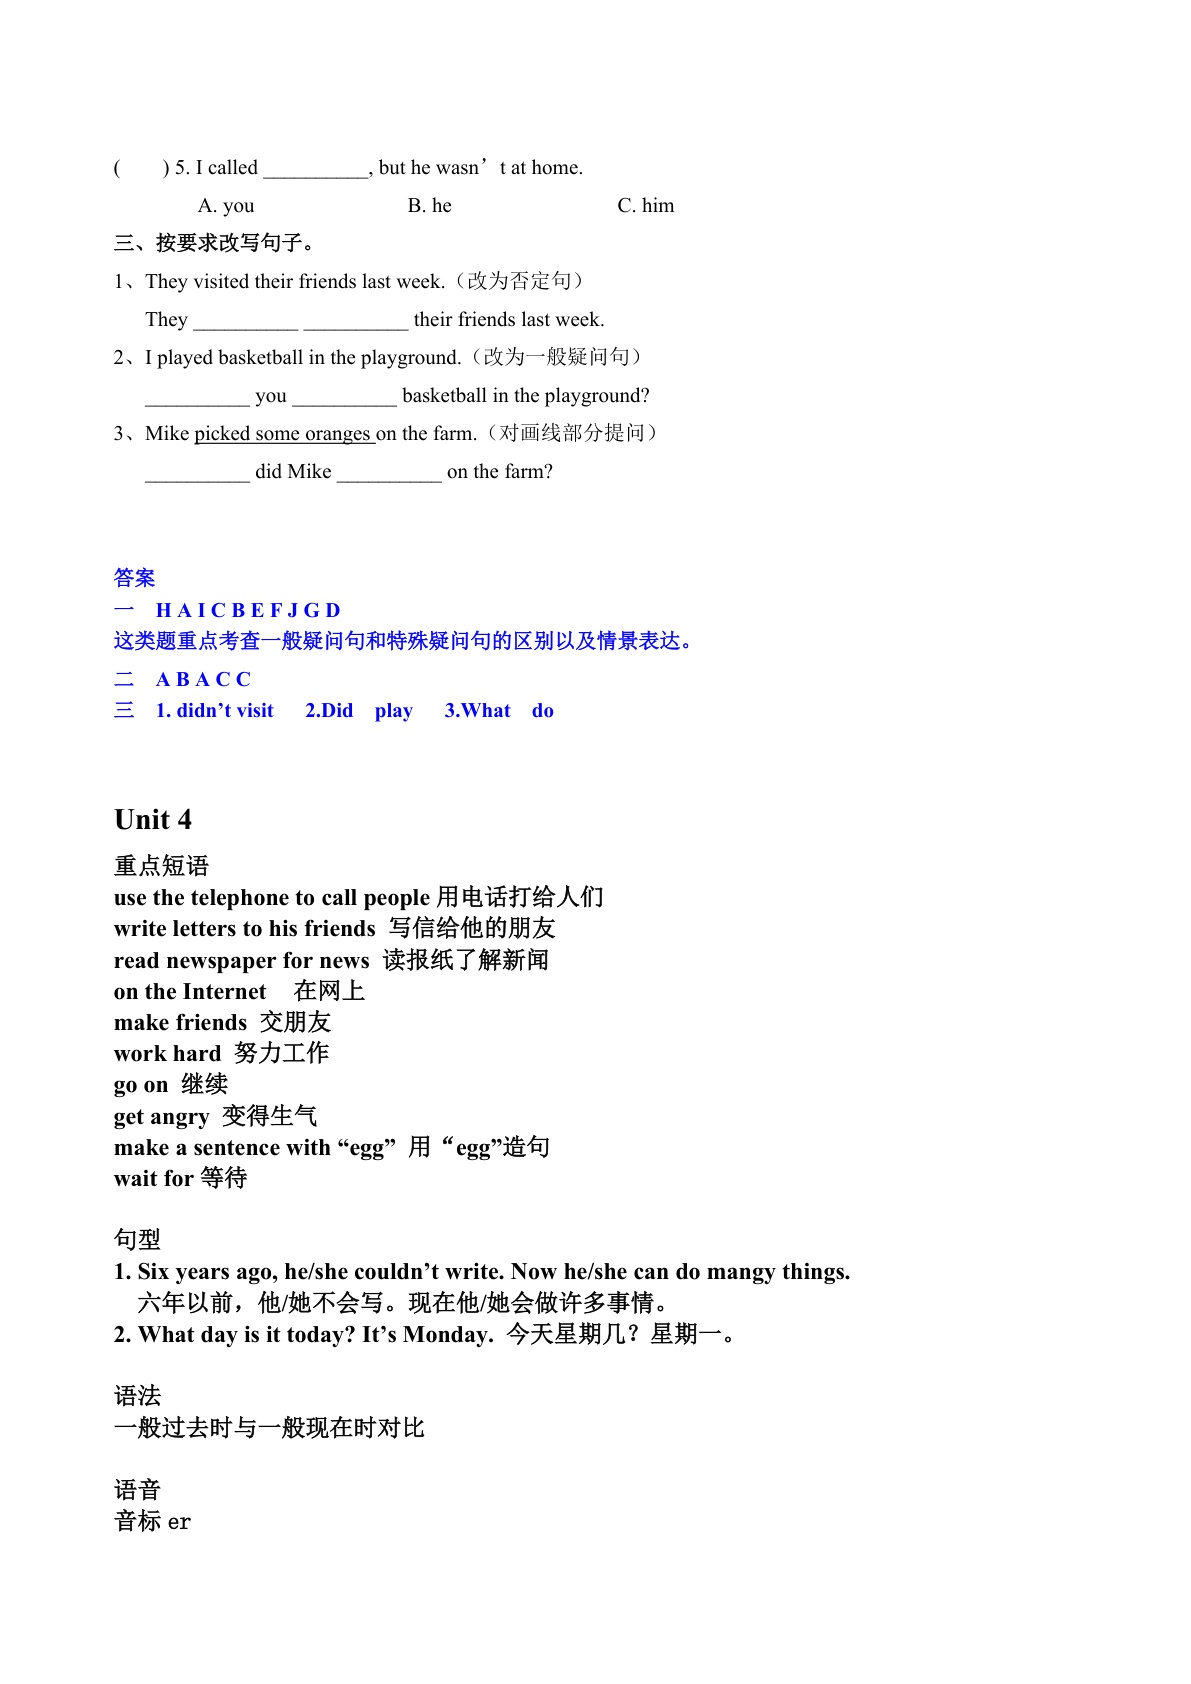 (  ) 5. I called __________, but he wasn’t at home.
A. you B. he C. him
三、按要求改写句子。
1、They visited their friends last week.（改为否定句）
They __________ __________ their friends last week.
2、I played basketball in the playground.（改为一般疑问句）
__________ you __________ basketball in the playground?
3、Mike picked some oranges on the farm.（对画线部分提问）
__________ did Mike __________ on the farm?
答案
一 H A I C B E F J G D
这类题重点考查一般疑问句和特殊疑问句的区别以及情景表达。
二 A B A C C
三 1. didn’t visit 2.Did play 3.What do
Unit 4
重点短语
use the telephone to call people 用电话打给人们
write letters to his friends 写信给他的朋友
read newspaper for news 读报纸了解新闻
on the Internet 在网上
make friends 交朋友
work hard 努力工作
go on 继续
get angry 变得生气
make a sentence with “egg” 用“egg”造句
wait for 等待
句型
1. Six years ago, he/she couldn’t write. Now he/she can do mangy things.
六年以前，他/她不会写。现在他/她会做许多事情。
2. What day is it today? It’s Monday. 今天星期几？星期一。
语法
一般过去时与一般现在时对比
语音
音标 er